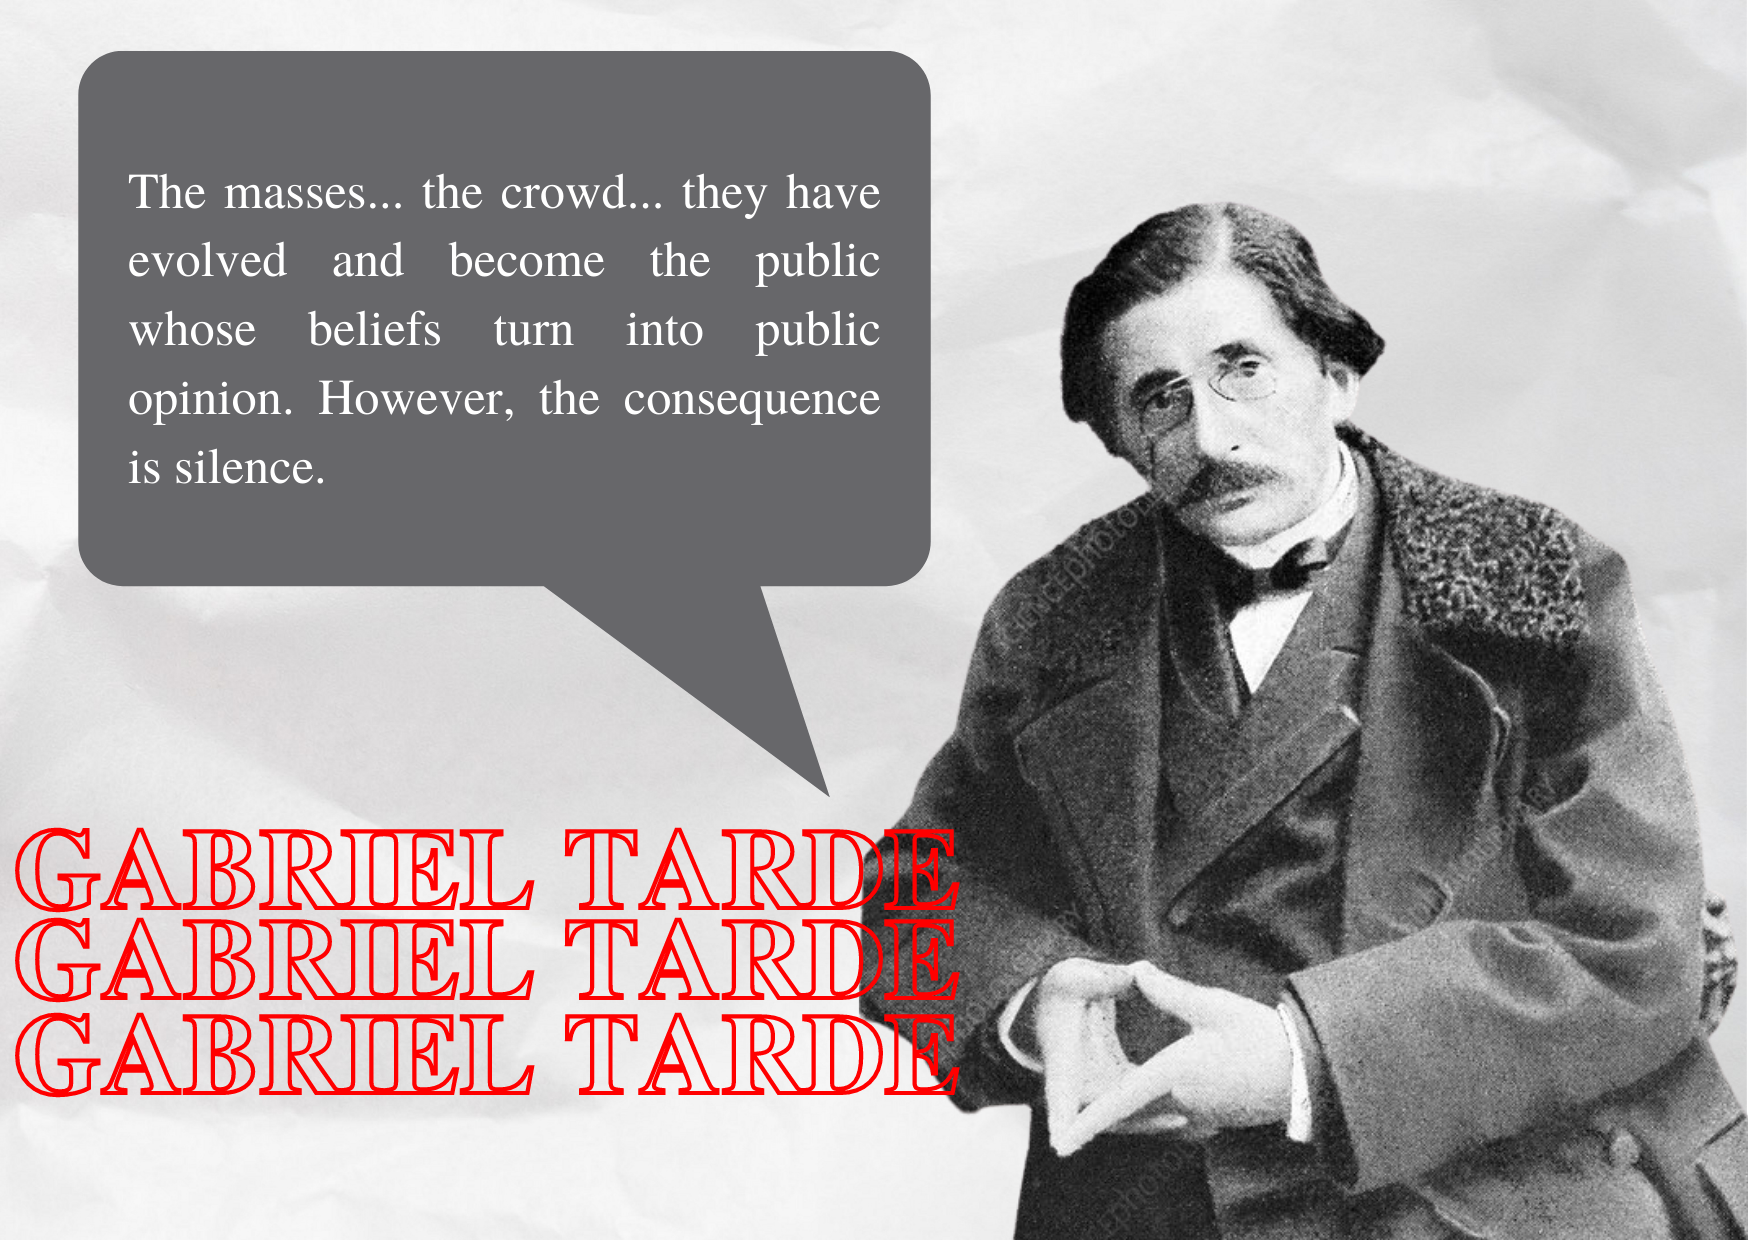 The masses... the crowd... they have
evolved and become the public
whose beliefs turn into public
opinion. However, the consequence
is silence.
GABRIEL TARDE
GABRIEL TARDE
GABRIEL TARDE